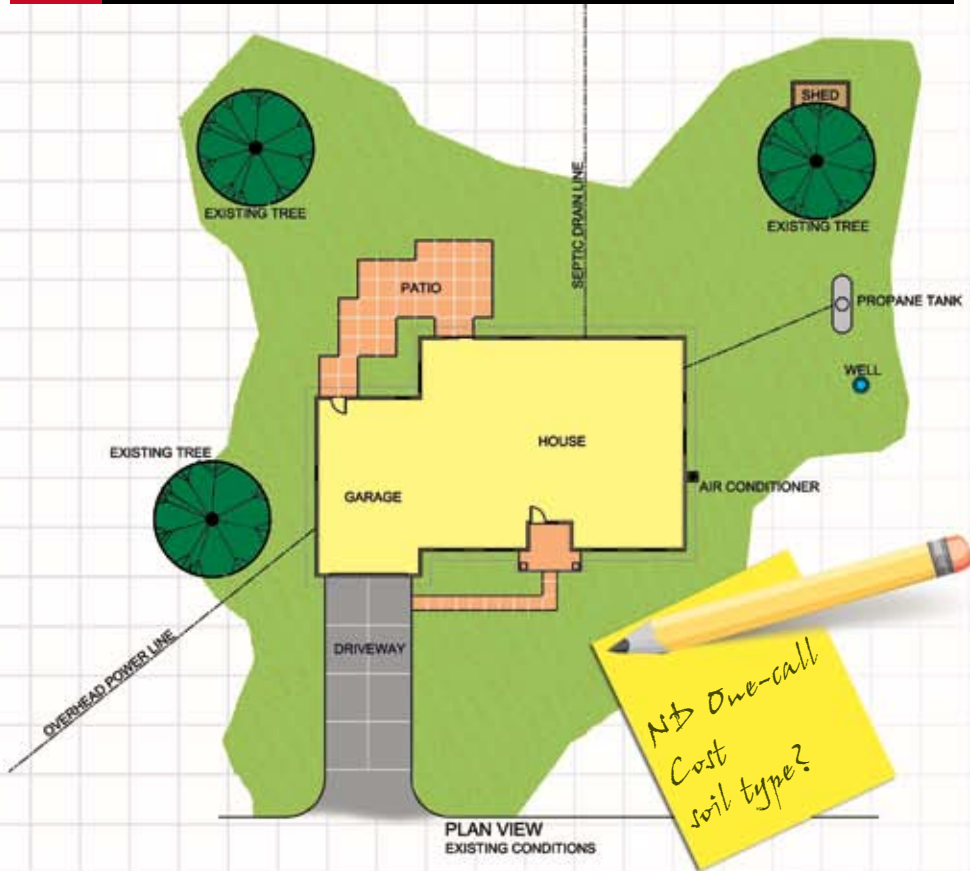 SHED
EXISTING TREE
EXISTING TREE
SEPTIC DRAIN LINE
PATIO
PROPANE TANK
WELL
HOUSE
EXISTING TREE
AIR CONDITIONER
GARAGE
OVERHEAD POWER LINE
DRIVEWAY
ND One-call
Cost
soil type?
PLAN VIEW
EXISTING CONDITIONS